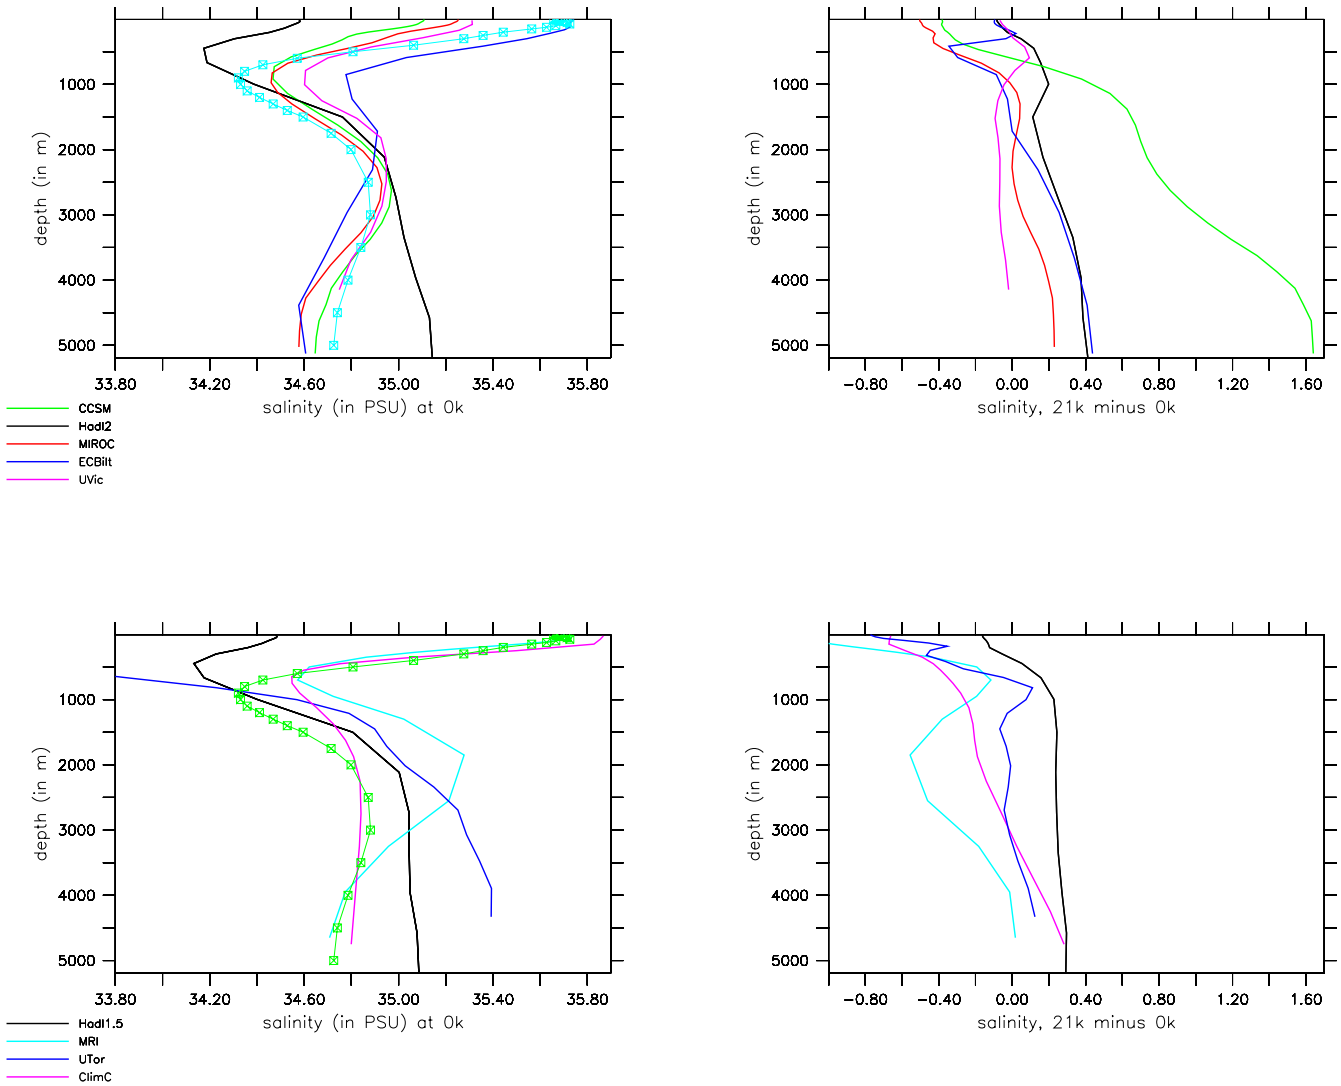 1000
2000
3000
4000
5000
depth (in m)
33.80 34.20 34.60 35.00 35.40 35.80
salinity (in PSU) at 0k
CCSM
HadI2
MIROC
ECBilt
UVic
1000
2000
3000
4000
5000
depth (in m)
−0.80 −0.40 0.00 0.40 0.80 1.20 1.60
salinity, 21k minus 0k
1000
2000
3000
4000
5000
depth (in m)
33.80 34.20 34.60 35.00 35.40 35.80
salinity (in PSU) at 0k
HadI1.5
MRI
UTor
ClimC
1000
2000
3000
4000
5000
depth (in m)
−0.80 −0.40 0.00 0.40 0.80 1.20 1.60
salinity, 21k minus 0k